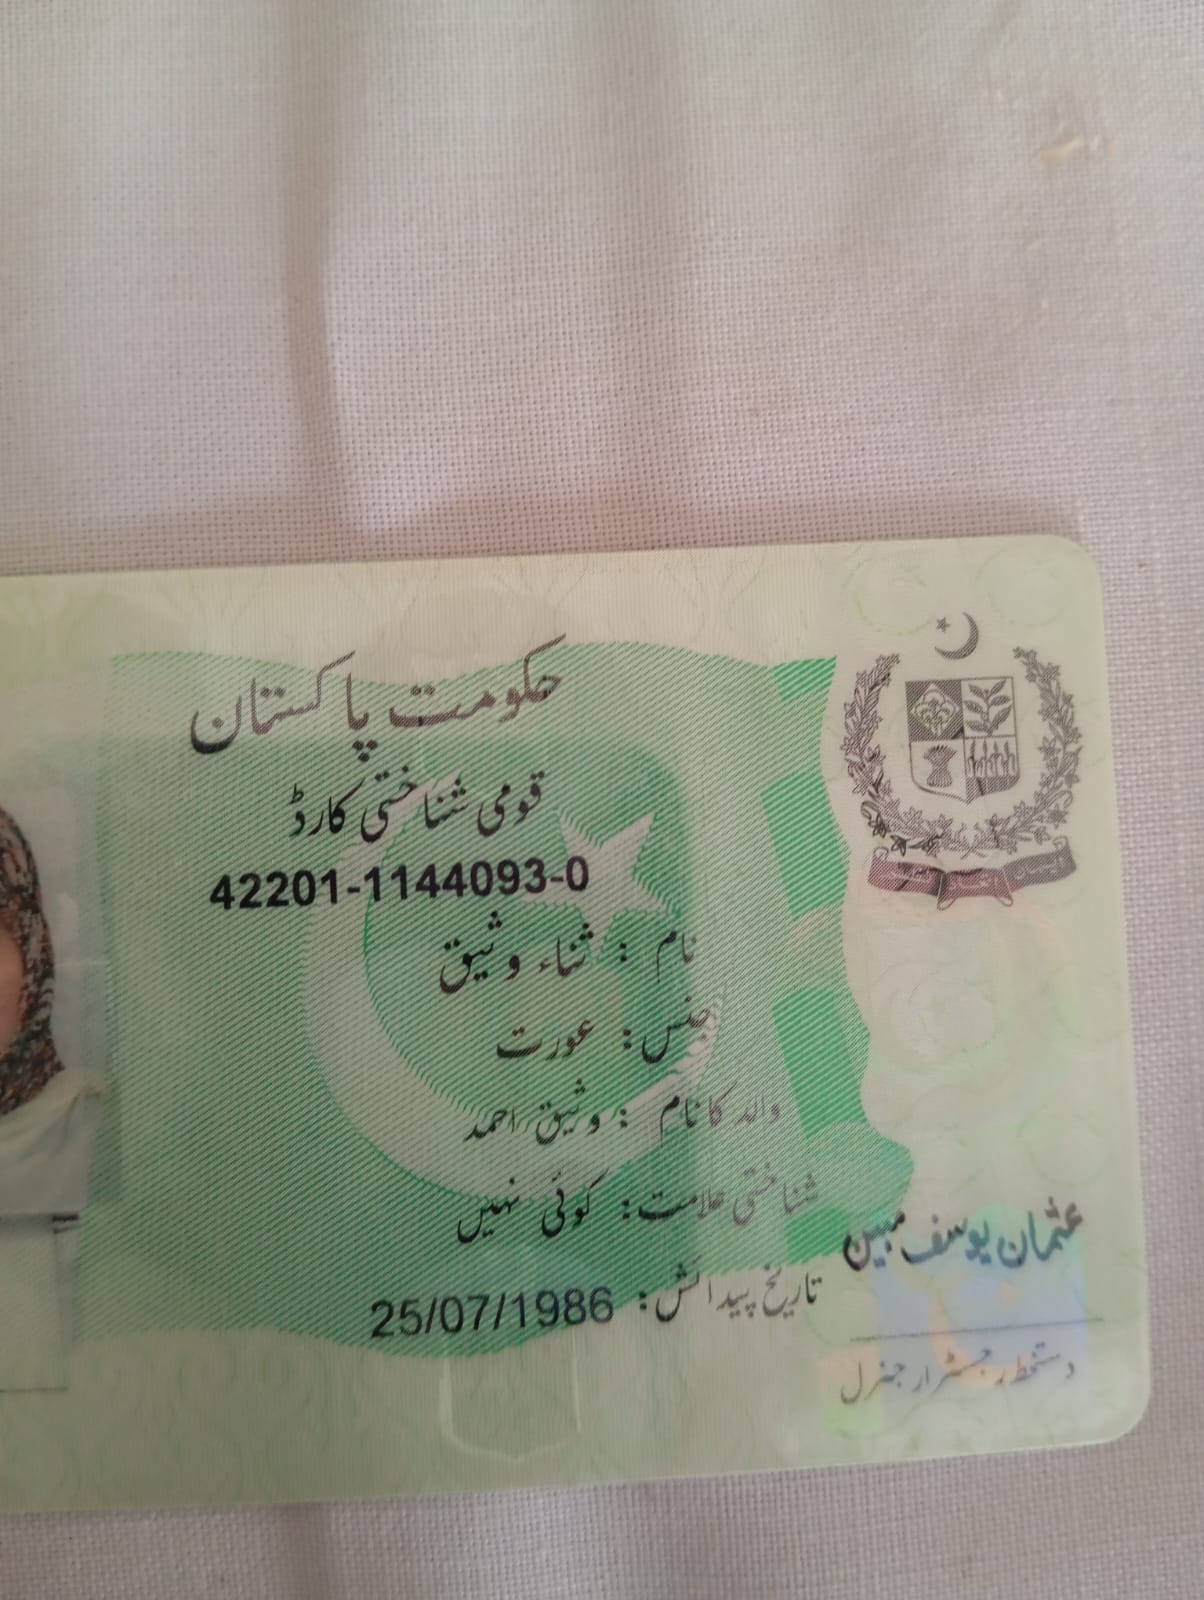 حکومت پاکستان
قومی شناختی کارڈ
42201-1144093-0
نام : ثناء وثیق
جنس : عورت
والد کا نام : وثیق احمد
شناختی علامت : کوئی نہیں
تاریخ پیدائش : 25/07/1986
عثمان یوسف مبین
دستخط رجسٹرار جنرل